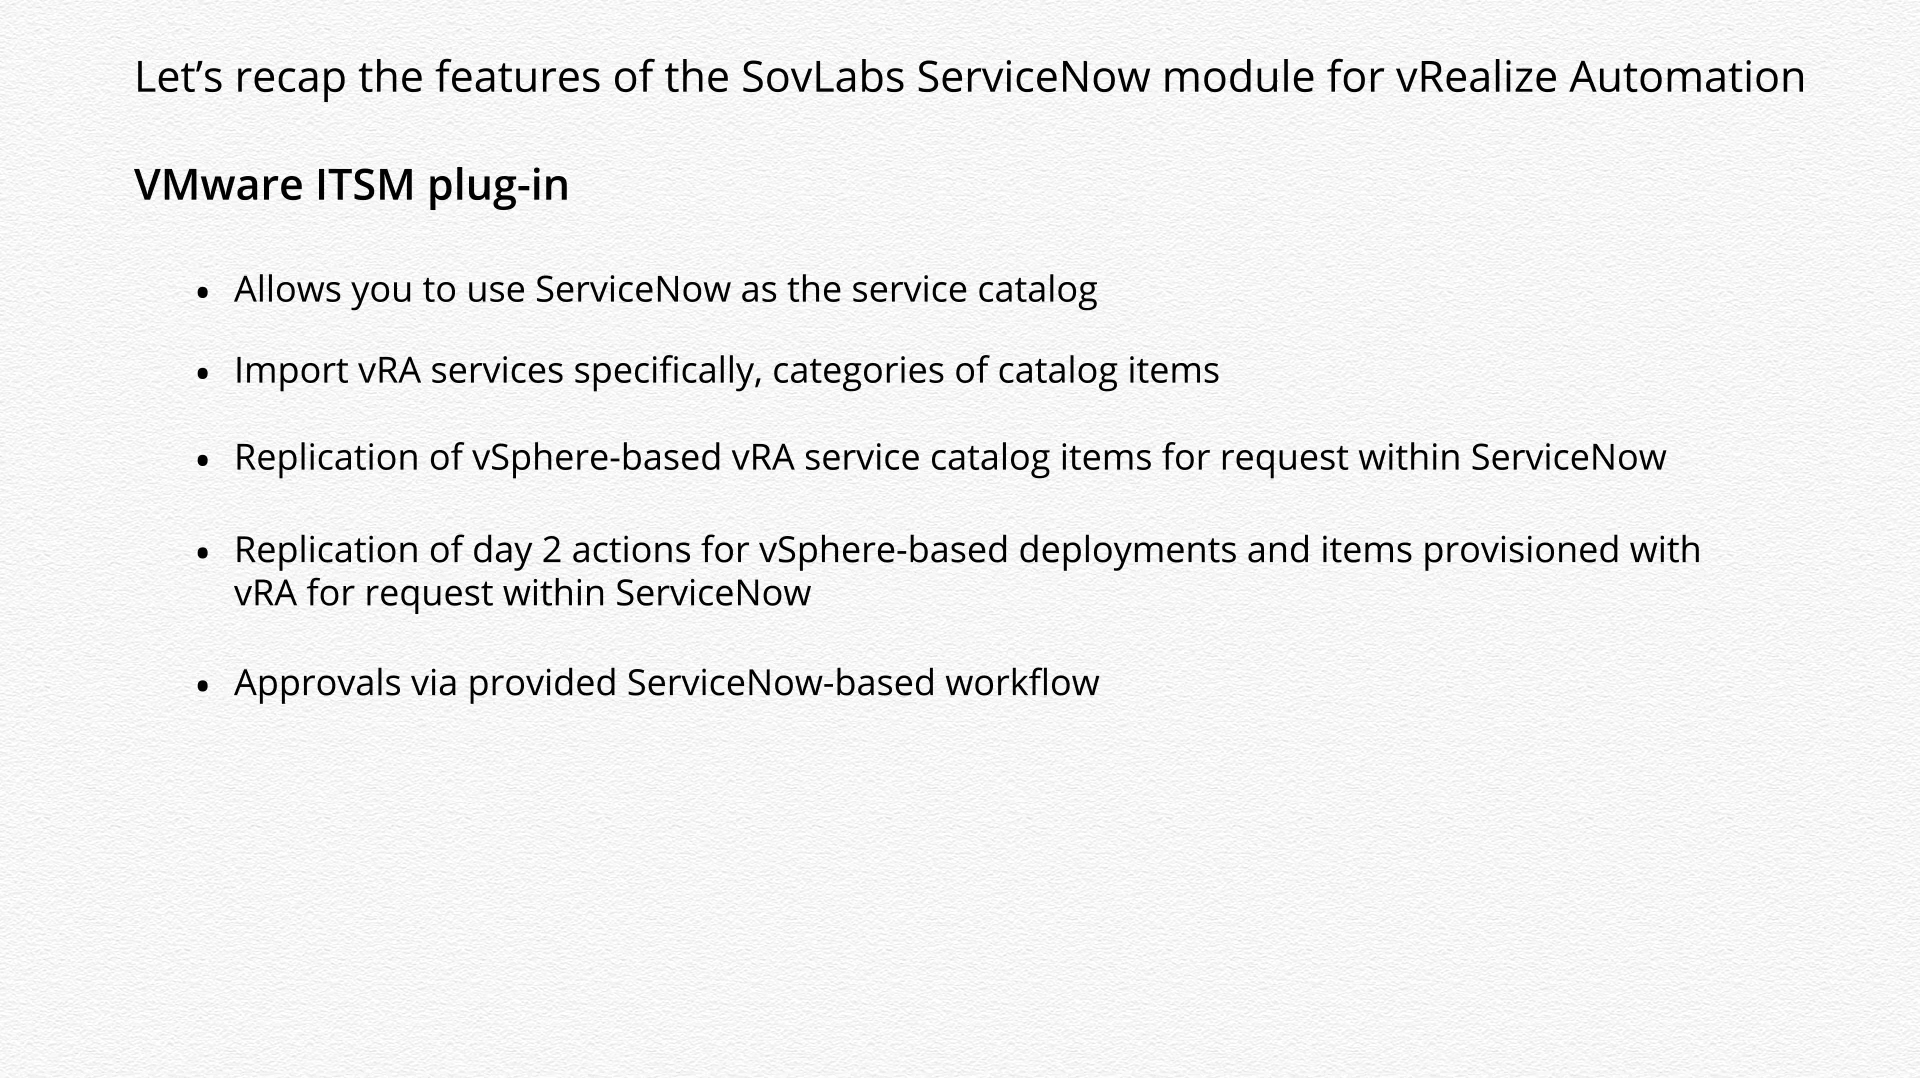 Let’s recap the features of the SovLabs ServiceNow module for vRealize Automation
VMware ITSM plug-in
• Allows you to use ServiceNow as the service catalog
• Import vRA services specifically, categories of catalog items
• Replication of vSphere-based vRA service catalog items for request within ServiceNow
• Replication of day 2 actions for vSphere-based deployments and items provisioned with
vRA for request within ServiceNow
• Approvals via provided ServiceNow-based workflow